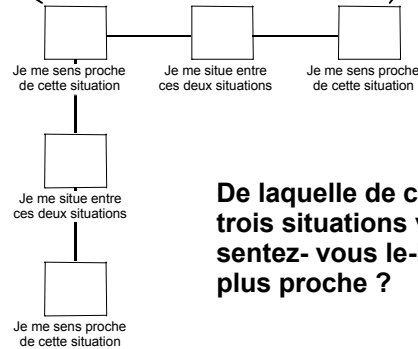 Je me sens proche
de cette situation
Je me situe entre
ces deux situations
Je me sens proche
de cette situation
Je me situe entre
ces deux situations
De laquelle de c
trois situations
sentez- vous le-
plus proche ?
Je me sens proche
de cette situation